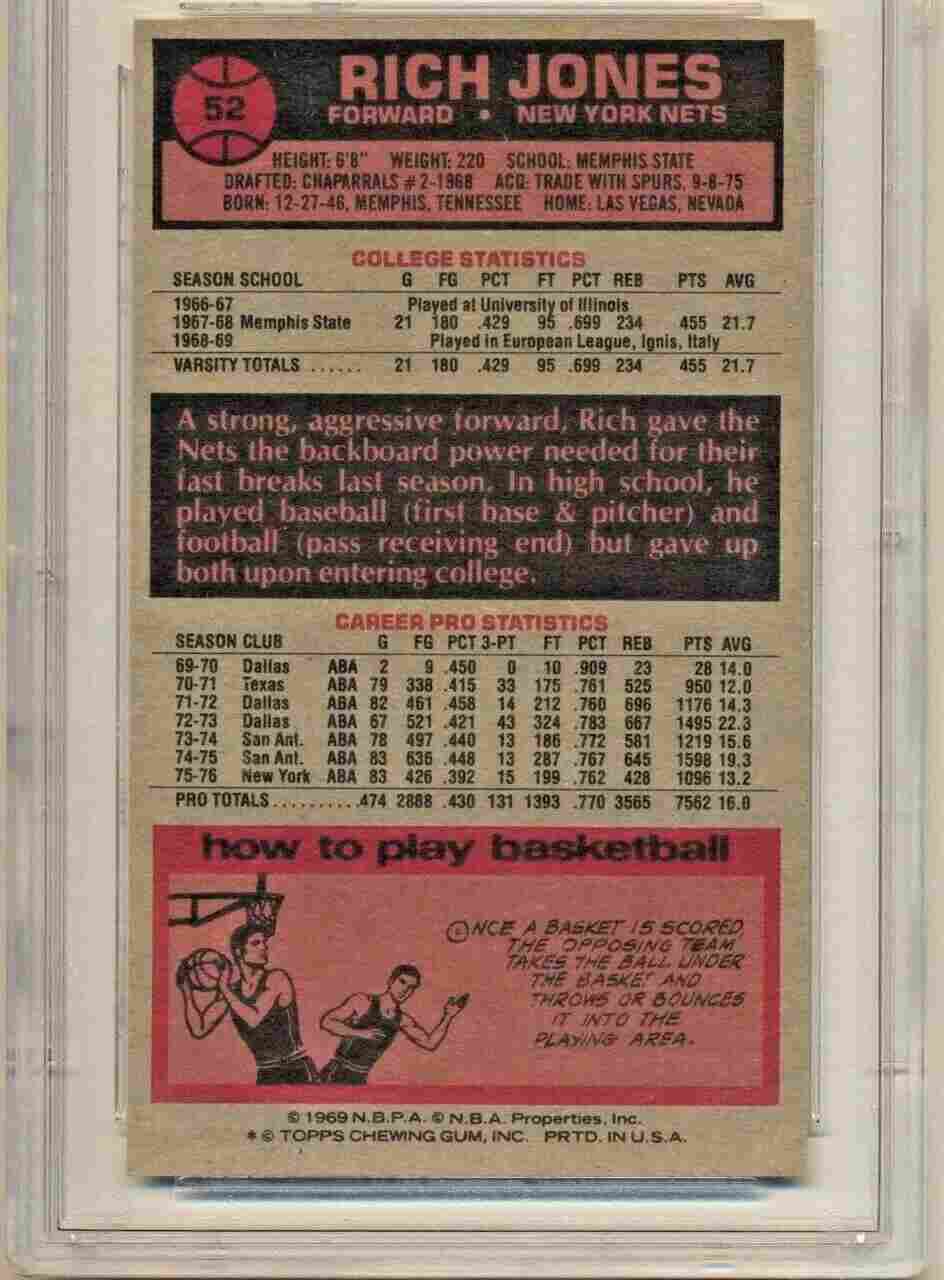 52
RICH JONES
FORWARD • NEW YORK NETS
HEIGHT: 6'8" WEIGHT: 220 SCHOOL: MEMPHIS STATE
DRAFTED: CHAPARRALS #2-1968 ACQ: TRADE WITH SPURS, 9-8-75
BORN: 12-27-46, MEMPHIS, TENNESSEE HOME: LAS VEGAS, NEVADA
COLLEGE STATISTICS
SEASON SCHOOL G FG PCT FT PCT REB PTS AVG
1966-67 Played at University of Illinois
1967-68 Memphis State 21 180 .429 95 .699 234 455 21.7
1968-69 Played in European League, Ignis, Italy
VARSITY TOTALS ...... 21 180 .429 95 .699 234 455 21.7
A strong, aggressive forward, Rich gave the
Nets the backboard power needed for their
fast breaks last season. In high school, he
played baseball (first base & pitcher) and
football (pass receiving end) but gave up
both upon entering college.
CAREER PRO STATISTICS
SEASON CLUB G FG PCT 3-PT FT PCT REB PTS AVG
69-70 Dallas ABA 2 9 .450 0 10 .909 23 28 14.0
70-71 Texas ABA 79 338 .415 33 175 .761 525 950 12.0
71-72 Dallas ABA 82 461 .458 14 212 .760 696 1176 14.3
72-73 Dallas ABA 67 521 .421 43 324 .783 667 1495 22.3
73-74 San Ant. ABA 78 497 .440 13 186 .772 581 1219 15.6
74-75 San Ant. ABA 83 636 .448 13 287 .767 645 1598 19.3
75-76 New York ABA 83 426 .392 15 199 .762 428 1096 13.2
PRO TOTALS..........474 2888 .430 131 1393 .770 3565 7562 16.0
how to play basketball
ONCE A BASKET IS SCORED
THE OPPOSING TEAM
TAKES THE BALL UNDER
THE BASKET AND
THROWS OR BOUNCES
IT INTO THE
PLAYING AREA.
© 1969 N.B.P.A. © N.B.A. Properties, Inc.
* © TOPPS CHEWING GUM, INC. PRTD. IN U.S.A.